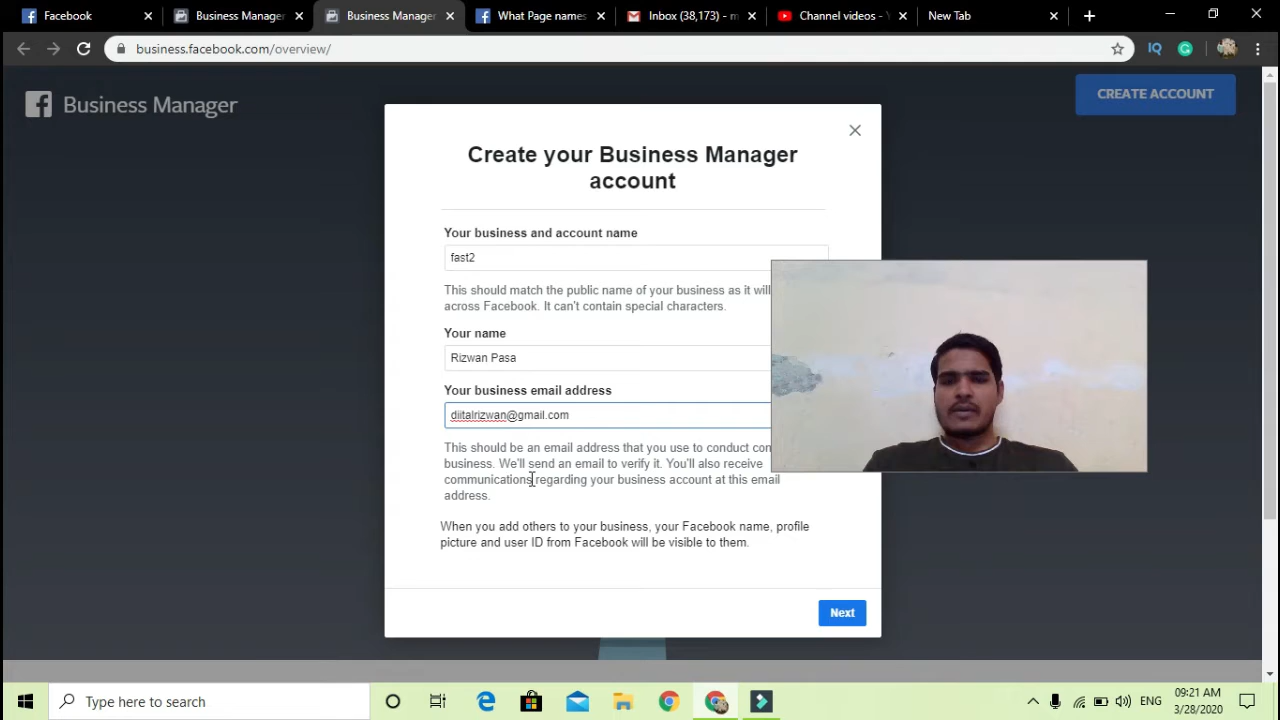 Facebook
Business Manager
Business Manager
What Page names
Inbox (38,173) - m
Channel videos - Y
New Tab
business.facebook.com/overview/
IQ
Business Manager
CREATE ACCOUNT
Create your Business Manager
account
Your business and account name
fast2
This should match the public name of your business as it will
across Facebook. It can't contain special characters.
Your name
Rizwan Pasa
Your business email address
diitalrizwan@gmail.com
This should be an email address that you use to conduct con
business. We'll send an email to verify it. You'll also receive
communications regarding your business account at this email
address.
When you add others to your business, your Facebook name, profile
picture and user ID from Facebook will be visible to them.
Next
Type here to search
ENG
09:21 AM
3/28/2020